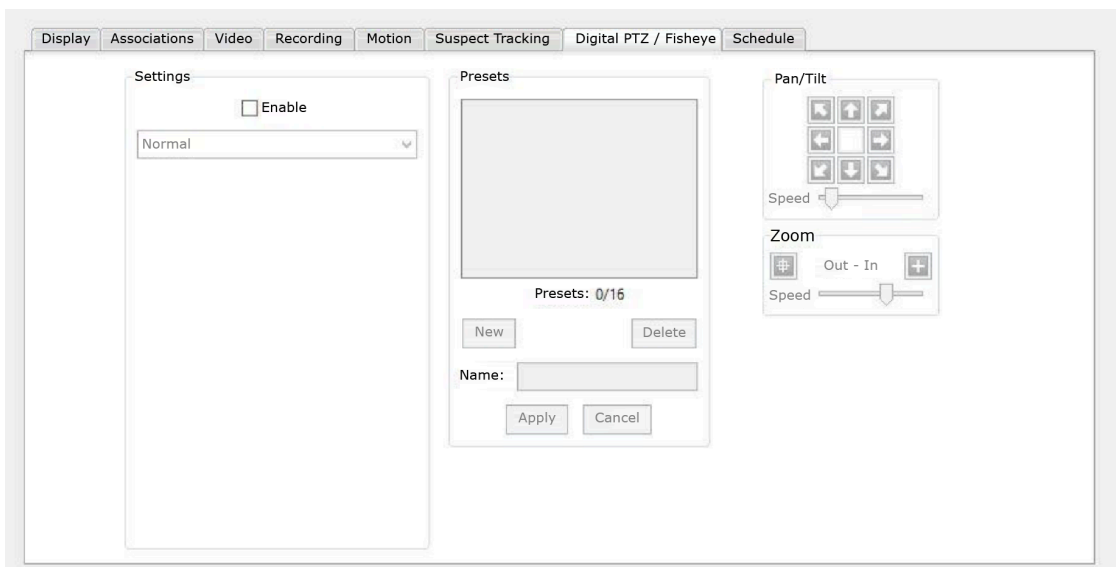 Display Associations Video Recording Motion Suspect Tracking Digital PTZ / Fisheye Schedule
Settings
Enable
Normal
Presets
Presets: 0/16
New Delete
Name:
Apply Cancel
Pan/Tilt
Speed
Zoom
Out - In
Speed